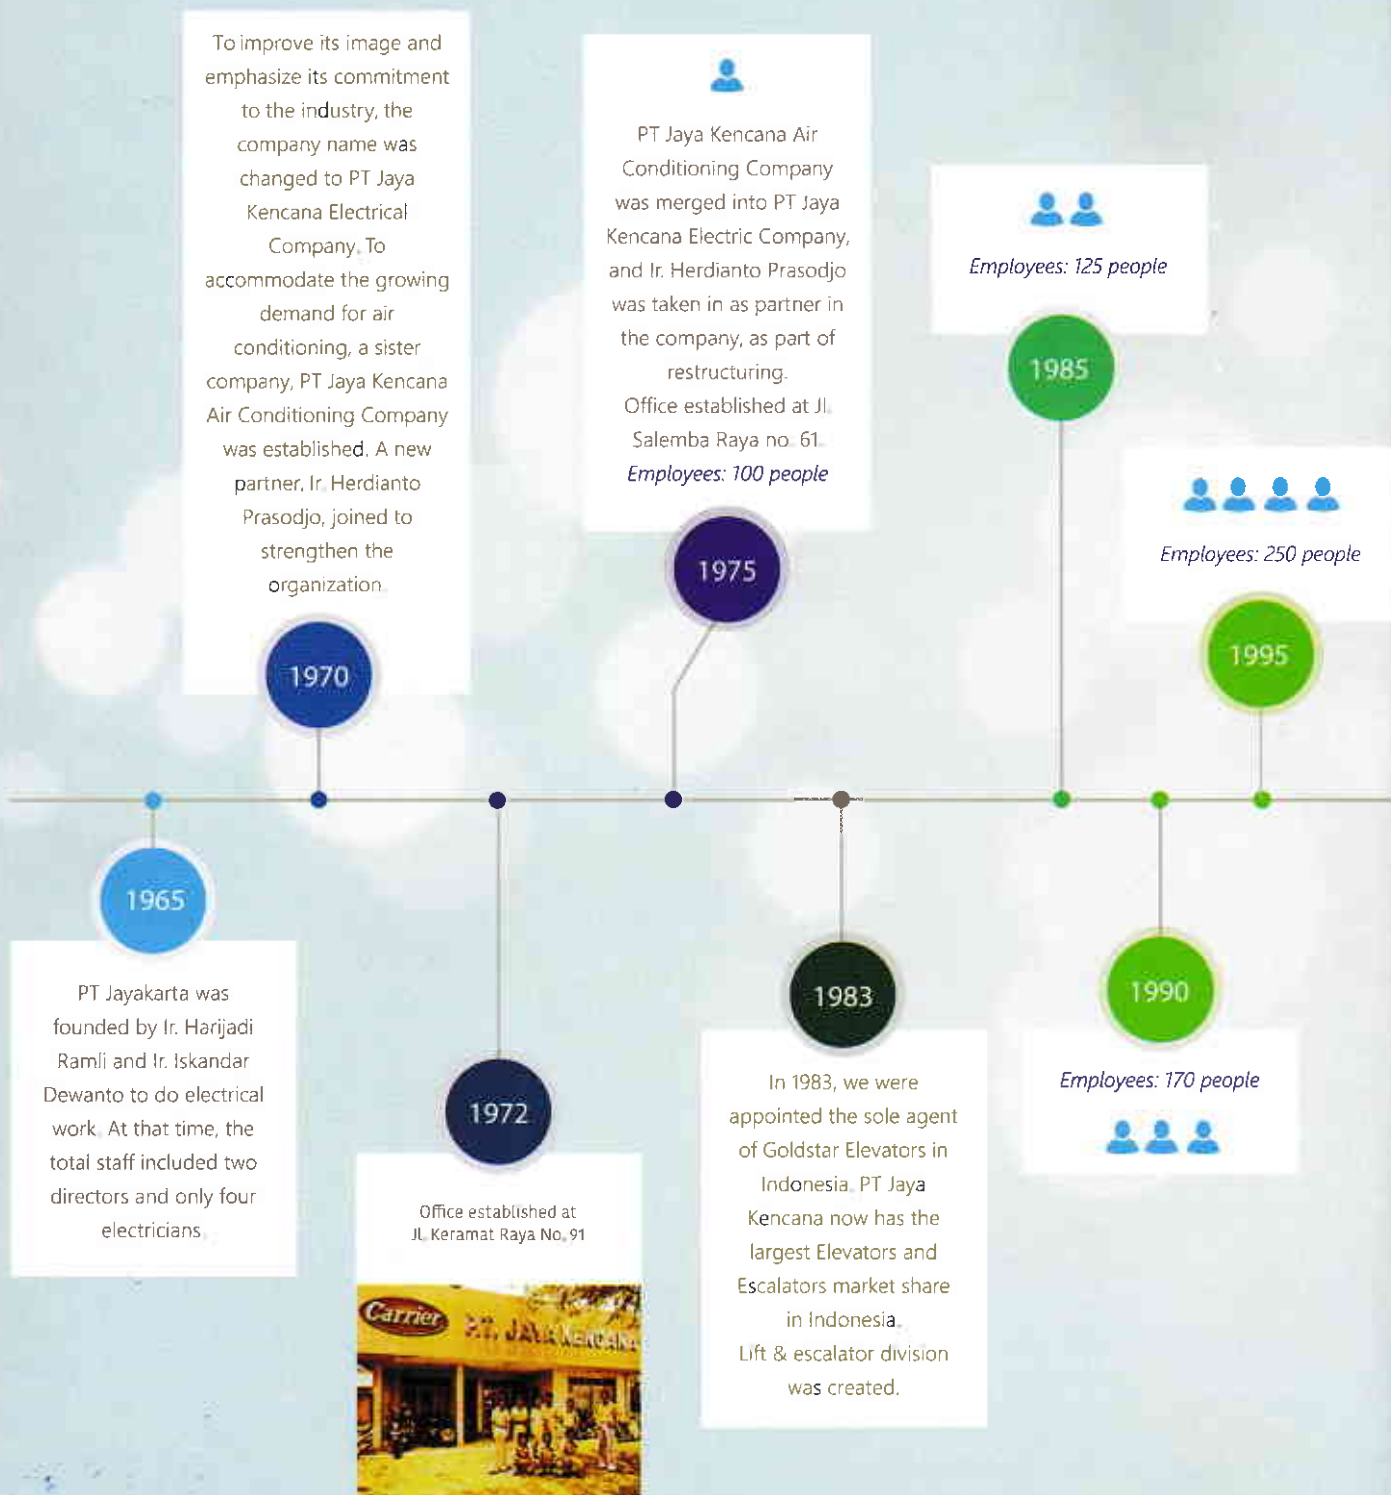 To improve its image and
emphasize its commitment
to the industry, the
company name was
changed to PT Jaya
Kencana Electrical
Company. To
accommodate the growing
demand for air
conditioning, a sister
company, PT Jaya Kencana
Air Conditioning Company
was established. A new
partner, Ir. Herdianto
Prasodjo, joined to
strengthen the
organization.
1970
PT Jaya Kencana Air
Conditioning Company
was merged into PT Jaya
Kencana Electric Company,
and Ir. Herdianto Prasodjo
was taken in as partner in
the company, as part of
restructuring.
Office established at Jl.
Salemba Raya no. 61.
Employees: 100 people
1975
Employees: 125 people
1985
Employees: 250 people
1995
1965
PT Jayakarta was
founded by Ir. Harijadi
Ramli and Ir. Iskandar
Dewanto to do electrical
work. At that time, the
total staff included two
directors and only four
electricians.
1972
Office established at
Jl. Keramat Raya No. 91
Carrier
PT. JAYA KENCANA
1983
In 1983, we were
appointed the sole agent
of Goldstar Elevators in
Indonesia. PT Jaya
Kencana now has the
largest Elevators and
Escalators market share
in Indonesia.
Lift & escalator division
was created.
1990
Employees: 170 people